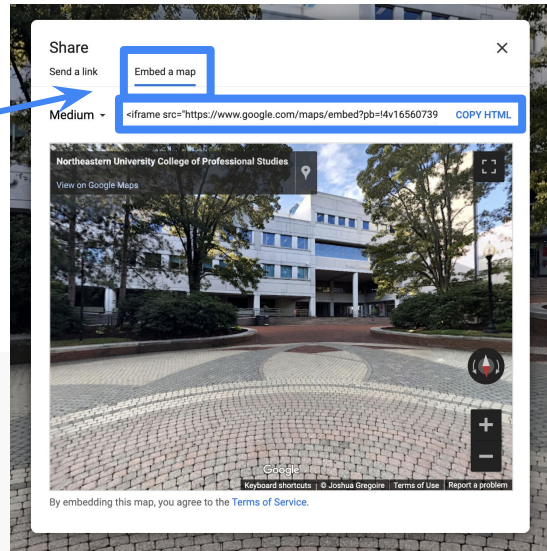 Share
Send a link Embed a map
Medium <iframe src="https://www.google.com/maps/embed?pb=!4v16560739 COPY HTML
Northeastern University College of Professional Studies
View on Google Maps
Google
Keyboard shortcuts © Joshua Gregoire Terms of Use Report a problem
By embedding this map, you agree to the Terms of Service.